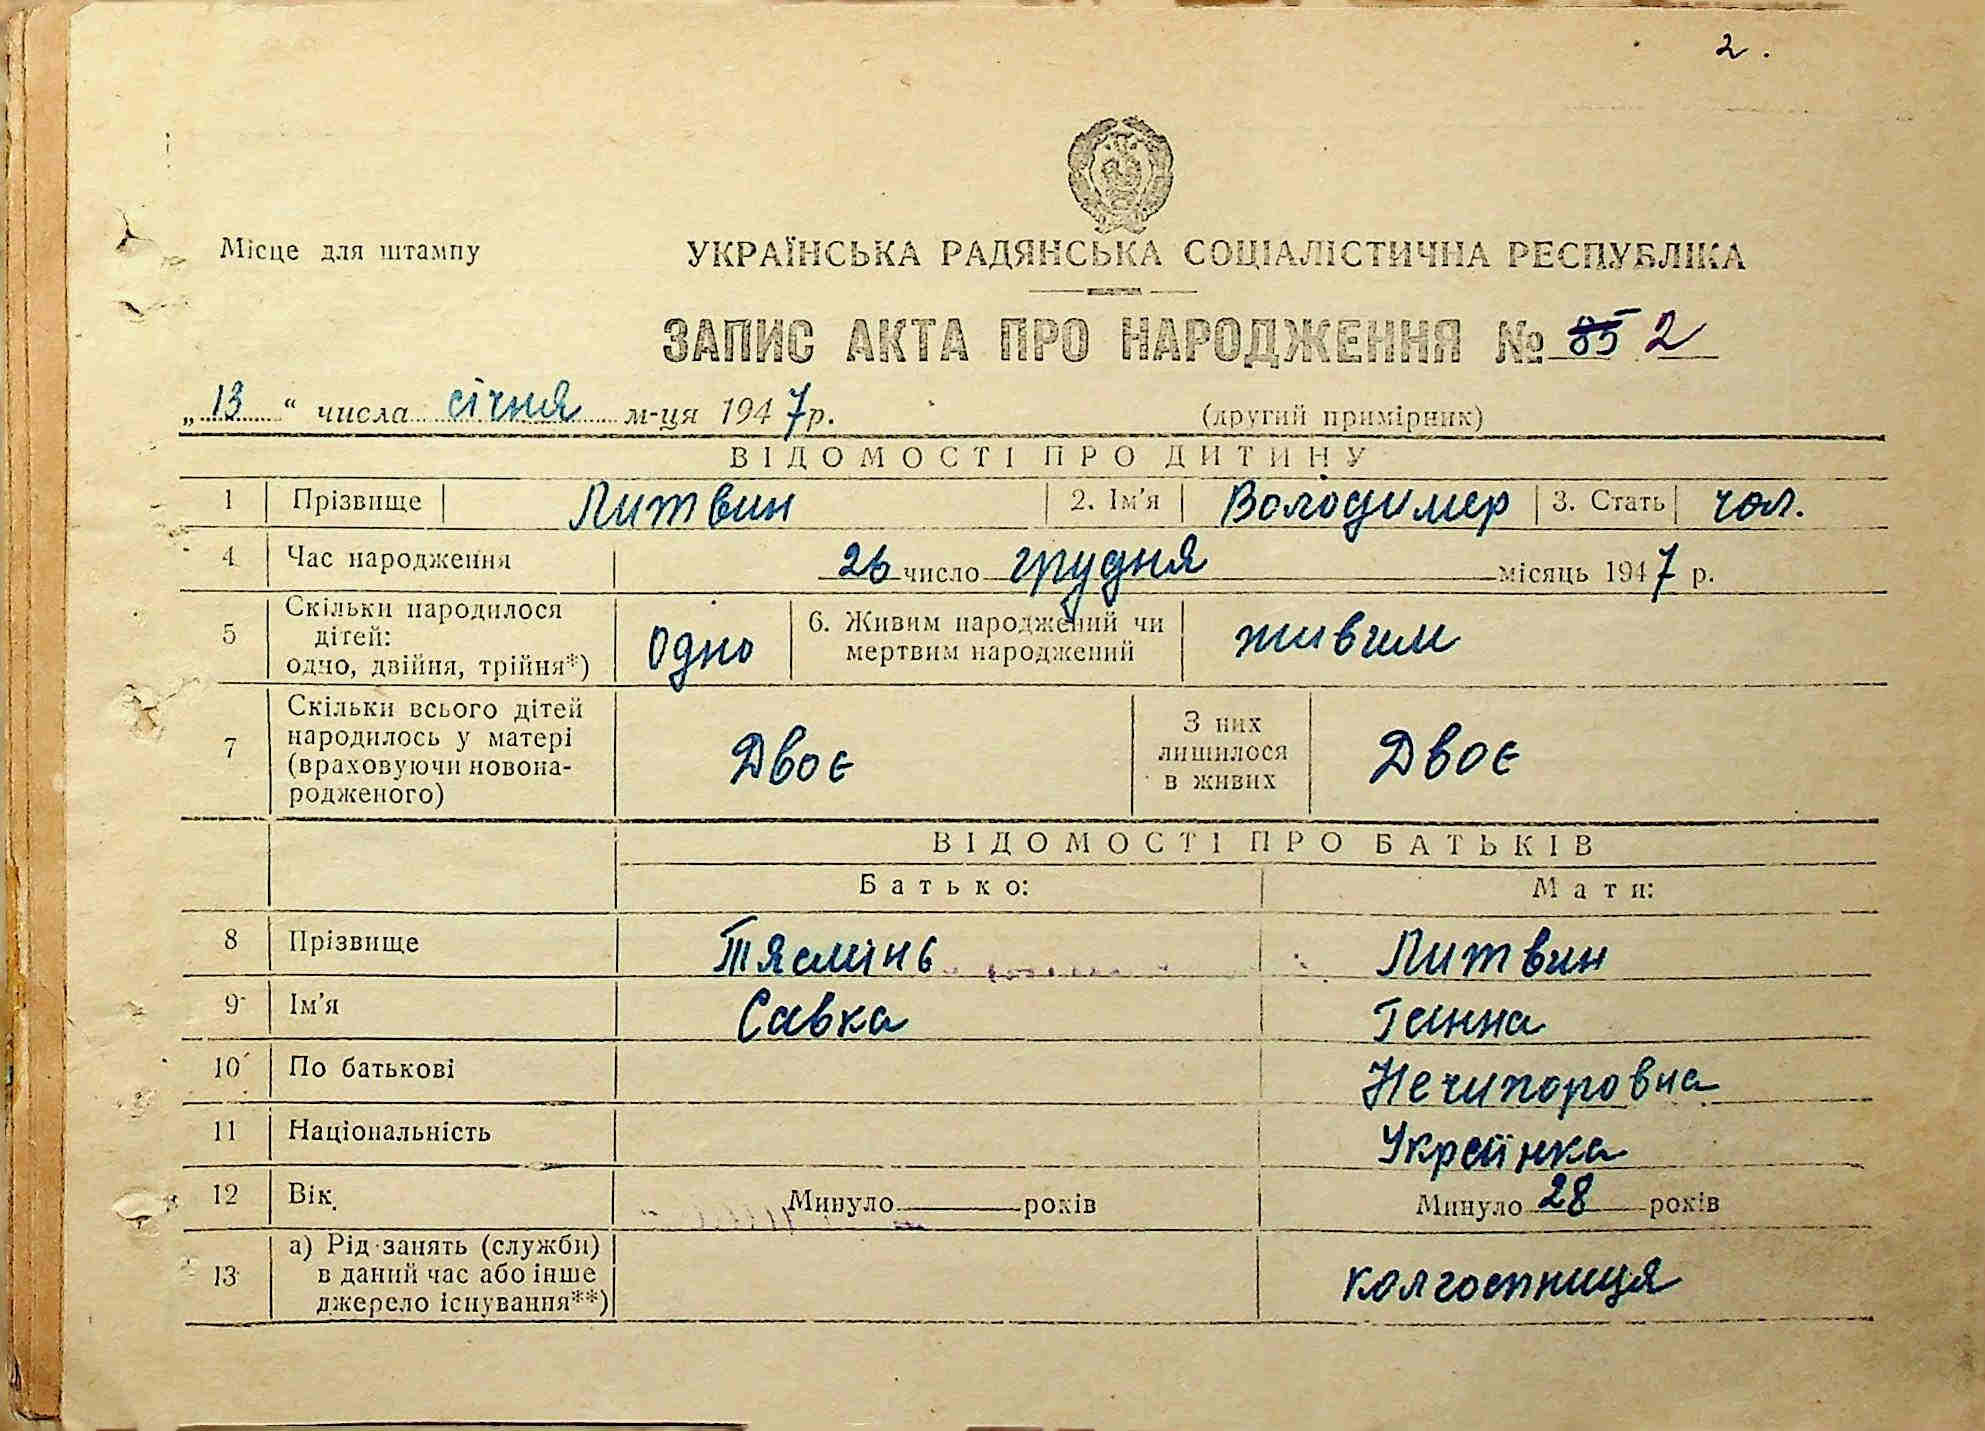 2.
Місце для штампу
УКРАЇНСЬКА РАДЯНСЬКА СОЦІАЛІСТИЧНА РЕСПУБЛІКА
ЗАПИС АКТА ПРО НАРОДЖЕННЯ № 85 2
„13“ числа січня м-ця 1947 р. (другий примірник)
ВІДОМОСТІ ПРО ДИТИНУ
1 Прізвище Литвин 2. Ім'я Володимер 3. Стать чол.
4 Час народження 26 число грудня місяць 1947 р.
5 Скільки народилося дітей: одно, двійня, трійня*) Одно 6. Живим народжений чи мертвим народжений живим
7 Скільки всього дітей народилось у матері (враховуючи новонародженого) Двоє З них лишилося в живих Двоє
ВІДОМОСТІ ПРО БАТЬКІВ
Батько: Мати:
8 Прізвище Тясмінь Литвин
9 Ім'я Савка Ганна
10 По батькові Нечипоровна
11 Національність Українка
12 Вік Минуло років Минуло 28 років
13 а) Рід занять (служби) в даний час або інше джерело існування**) колгоспниця